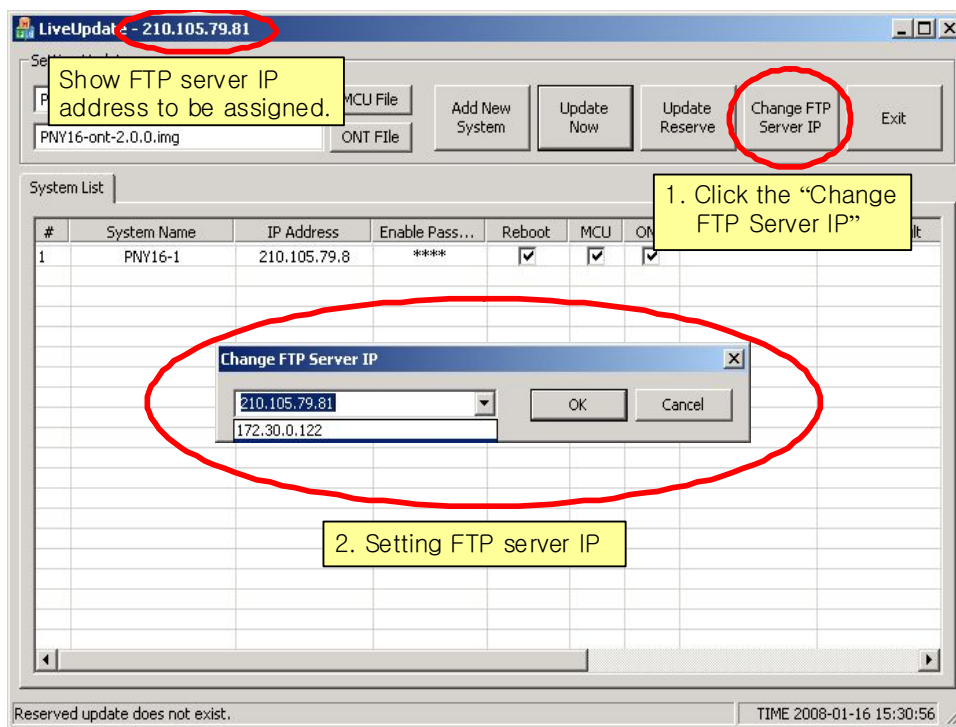 LiveUpdate - 210.105.79.81
Show FTP server IP
address to be assigned.
MCU File
PNY16-ont-2.0.0.img
ONT FIle
Add New
System
Update
Now
Update
Reserve
Change FTP
Server IP
Exit
1. Click the “Change
FTP Server IP”
System List
# System Name IP Address Enable Pass... Reboot MCU
1 PNY16-1 210.105.79.8 ****
Change FTP Server IP
210.105.79.81
OK
Cancel
172.30.0.122
2. Setting FTP server IP
Reserved update does not exist.
TIME 2008-01-16 15:30:56